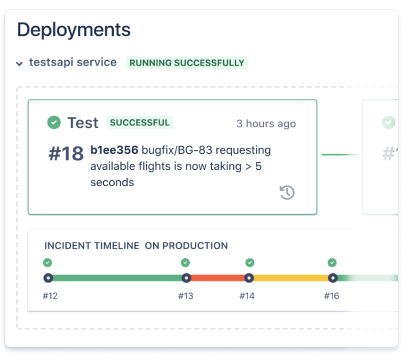 Deployments
testsapi service RUNNING SUCCESSFULLY
Test SUCCESSFUL 3 hours ago
#18 b1ee356 bugfix/BG-83 requesting
available flights is now taking > 5
seconds
INCIDENT TIMELINE ON PRODUCTION
#12 #13 #14 #16